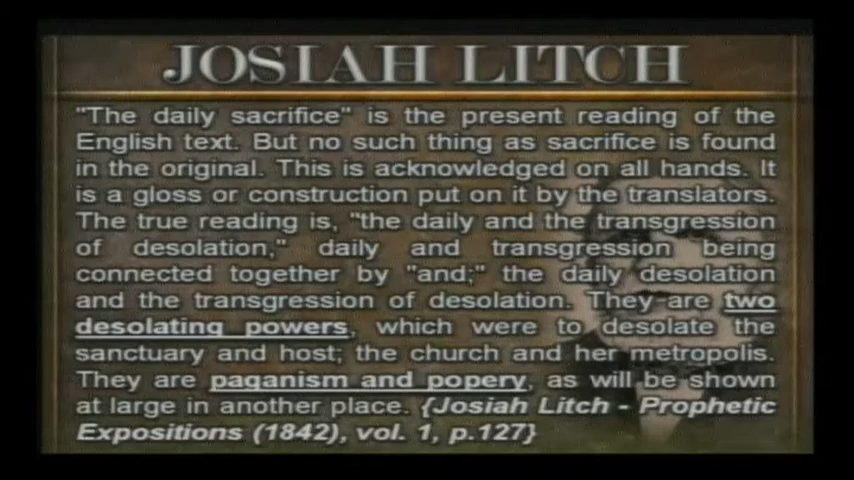 JOSIAH LITCH
"The daily sacrifice" is the present reading of the
English text. But no such thing as sacrifice is found
in the original. This is acknowledged on all hands. It
is a gloss or construction put on it by the translators.
The true reading is, "the daily and the transgression
of desolation," daily and transgression being
connected together by "and;" the daily desolation
and the transgression of desolation. They are two
desolating powers, which were to desolate the
sanctuary and host; the church and her metropolis.
They are paganism and popery, as will be shown
at large in another place. {Josiah Litch - Prophetic
Expositions (1842), vol. 1, p.127}